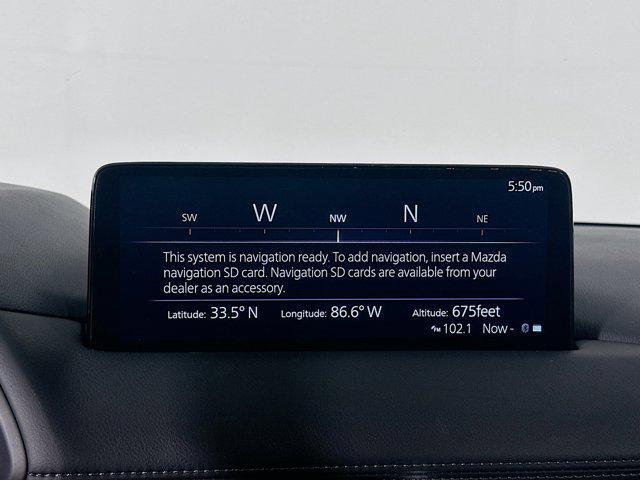 5:50pm
SW W NW N NE
This system is navigation ready. To add navigation, insert a Mazda
navigation SD card. Navigation SD cards are available from your
dealer as an accessory.
Latitude: 33.5° N Longitude: 86.6° W Altitude: 675feet
FM 102.1 Now -